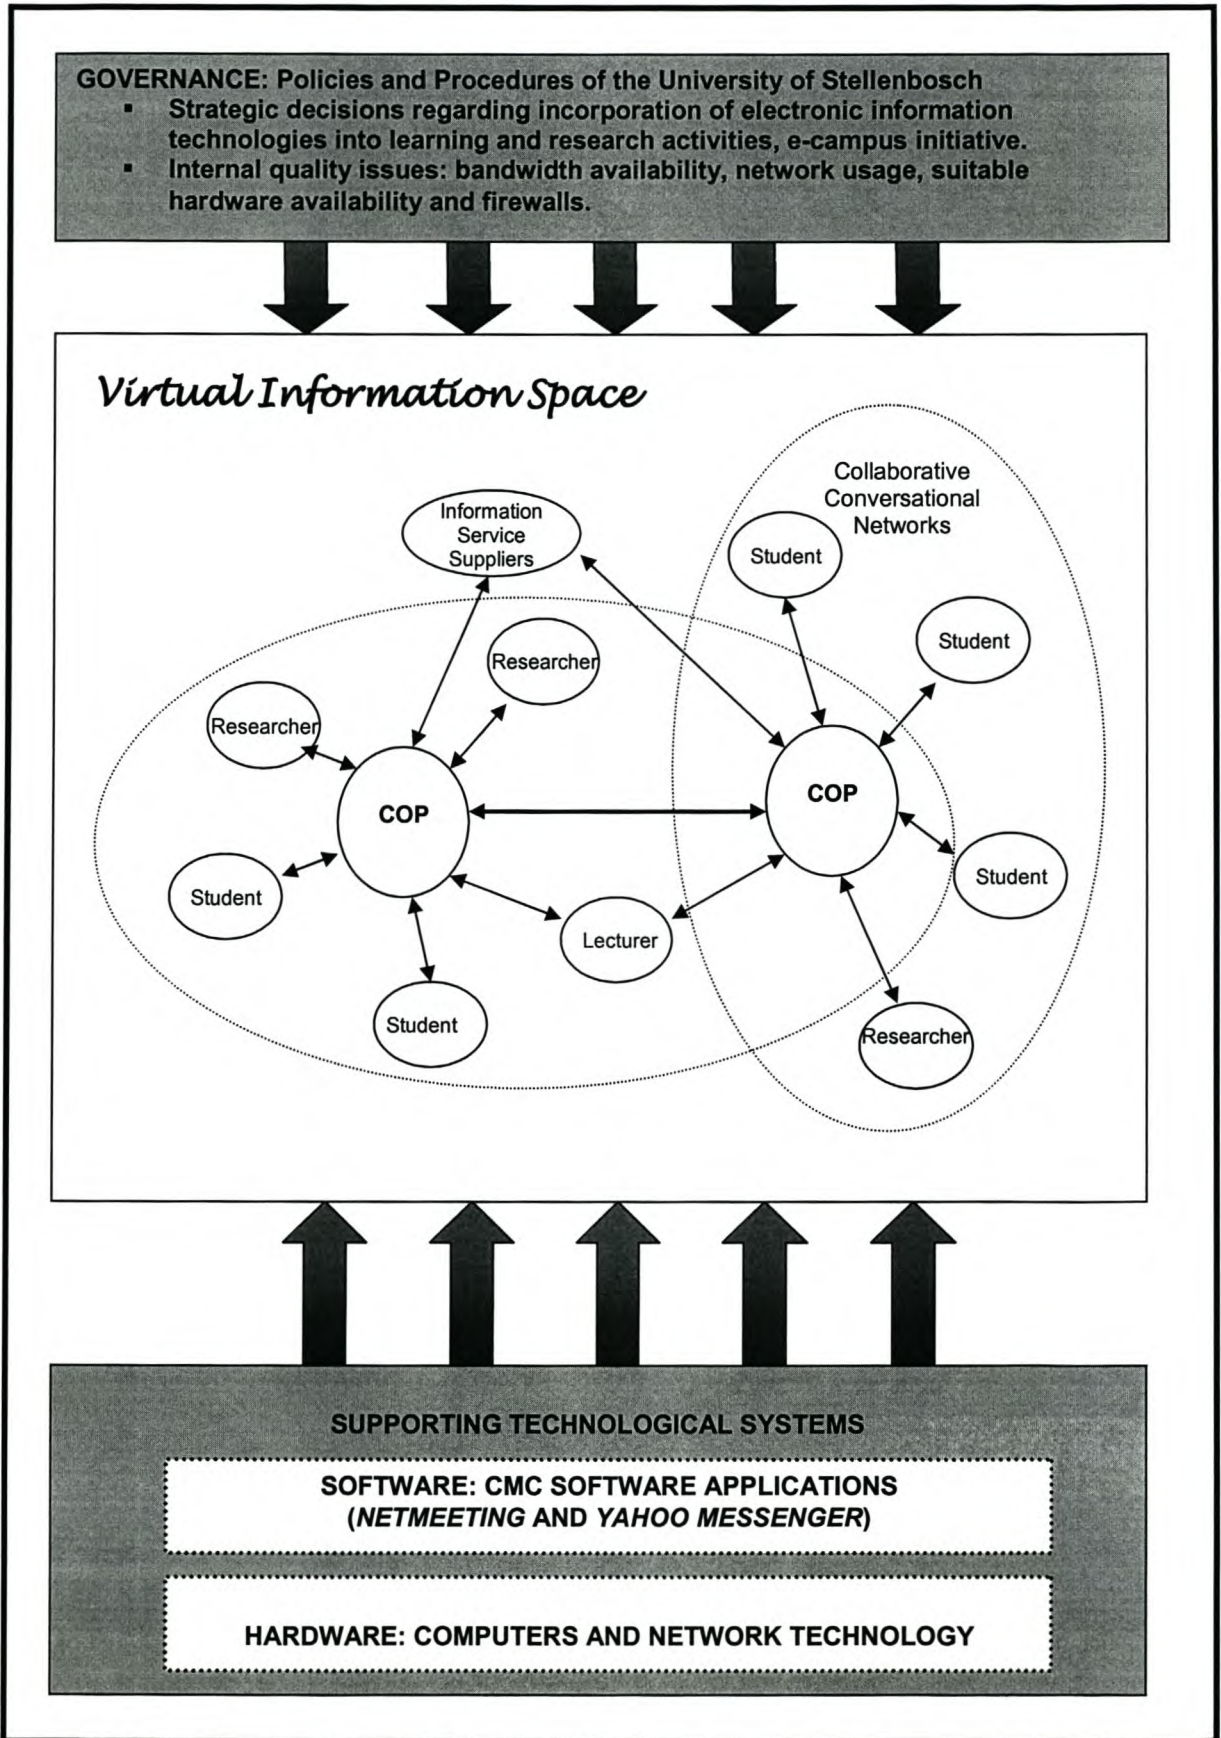 GOVERNANCE: Policies and Procedures of the University of Stellenbosch
▪ Strategic decisions regarding incorporation of electronic information
technologies into learning and research activities, e-campus initiative.
▪ Internal quality issues: bandwidth availability, network usage, suitable
hardware availability and firewalls.
Virtual Information Space
Collaborative
Conversational
Networks
Information
Service
Suppliers
Student
Student
Researcher
Researcher
COP
COP
Student
Student
Lecturer
Student
Researcher
SUPPORTING TECHNOLOGICAL SYSTEMS
SOFTWARE: CMC SOFTWARE APPLICATIONS
(NETMEETING AND YAHOO MESSENGER)
HARDWARE: COMPUTERS AND NETWORK TECHNOLOGY